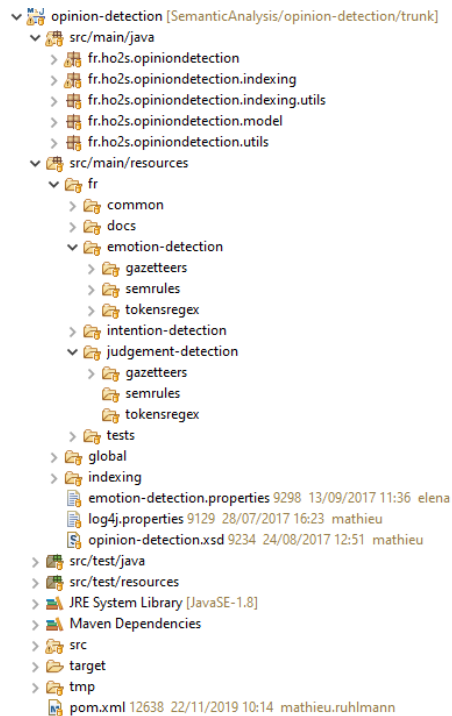 opinion-detection [SemanticAnalysis/opinion-detection/trunk]
src/main/java
fr.ho2s.opiniondetection
fr.ho2s.opiniondetection.indexing
fr.ho2s.opiniondetection.indexing.utils
fr.ho2s.opiniondetection.model
fr.ho2s.opiniondetection.utils
src/main/resources
fr
common
docs
emotion-detection
gazetteers
semrules
tokensregex
intention-detection
judgement-detection
gazetteers
semrules
tokensregex
tests
global
indexing
emotion-detection.properties 9298 13/09/2017 11:36 elena
log4j.properties 9129 28/07/2017 16:23 mathieu
opinion-detection.xsd 9234 24/08/2017 12:51 mathieu
src/test/java
src/test/resources
JRE System Library [JavaSE-1.8]
Maven Dependencies
src
target
tmp
pom.xml 12638 22/11/2019 10:14 mathieu.ruhlmann